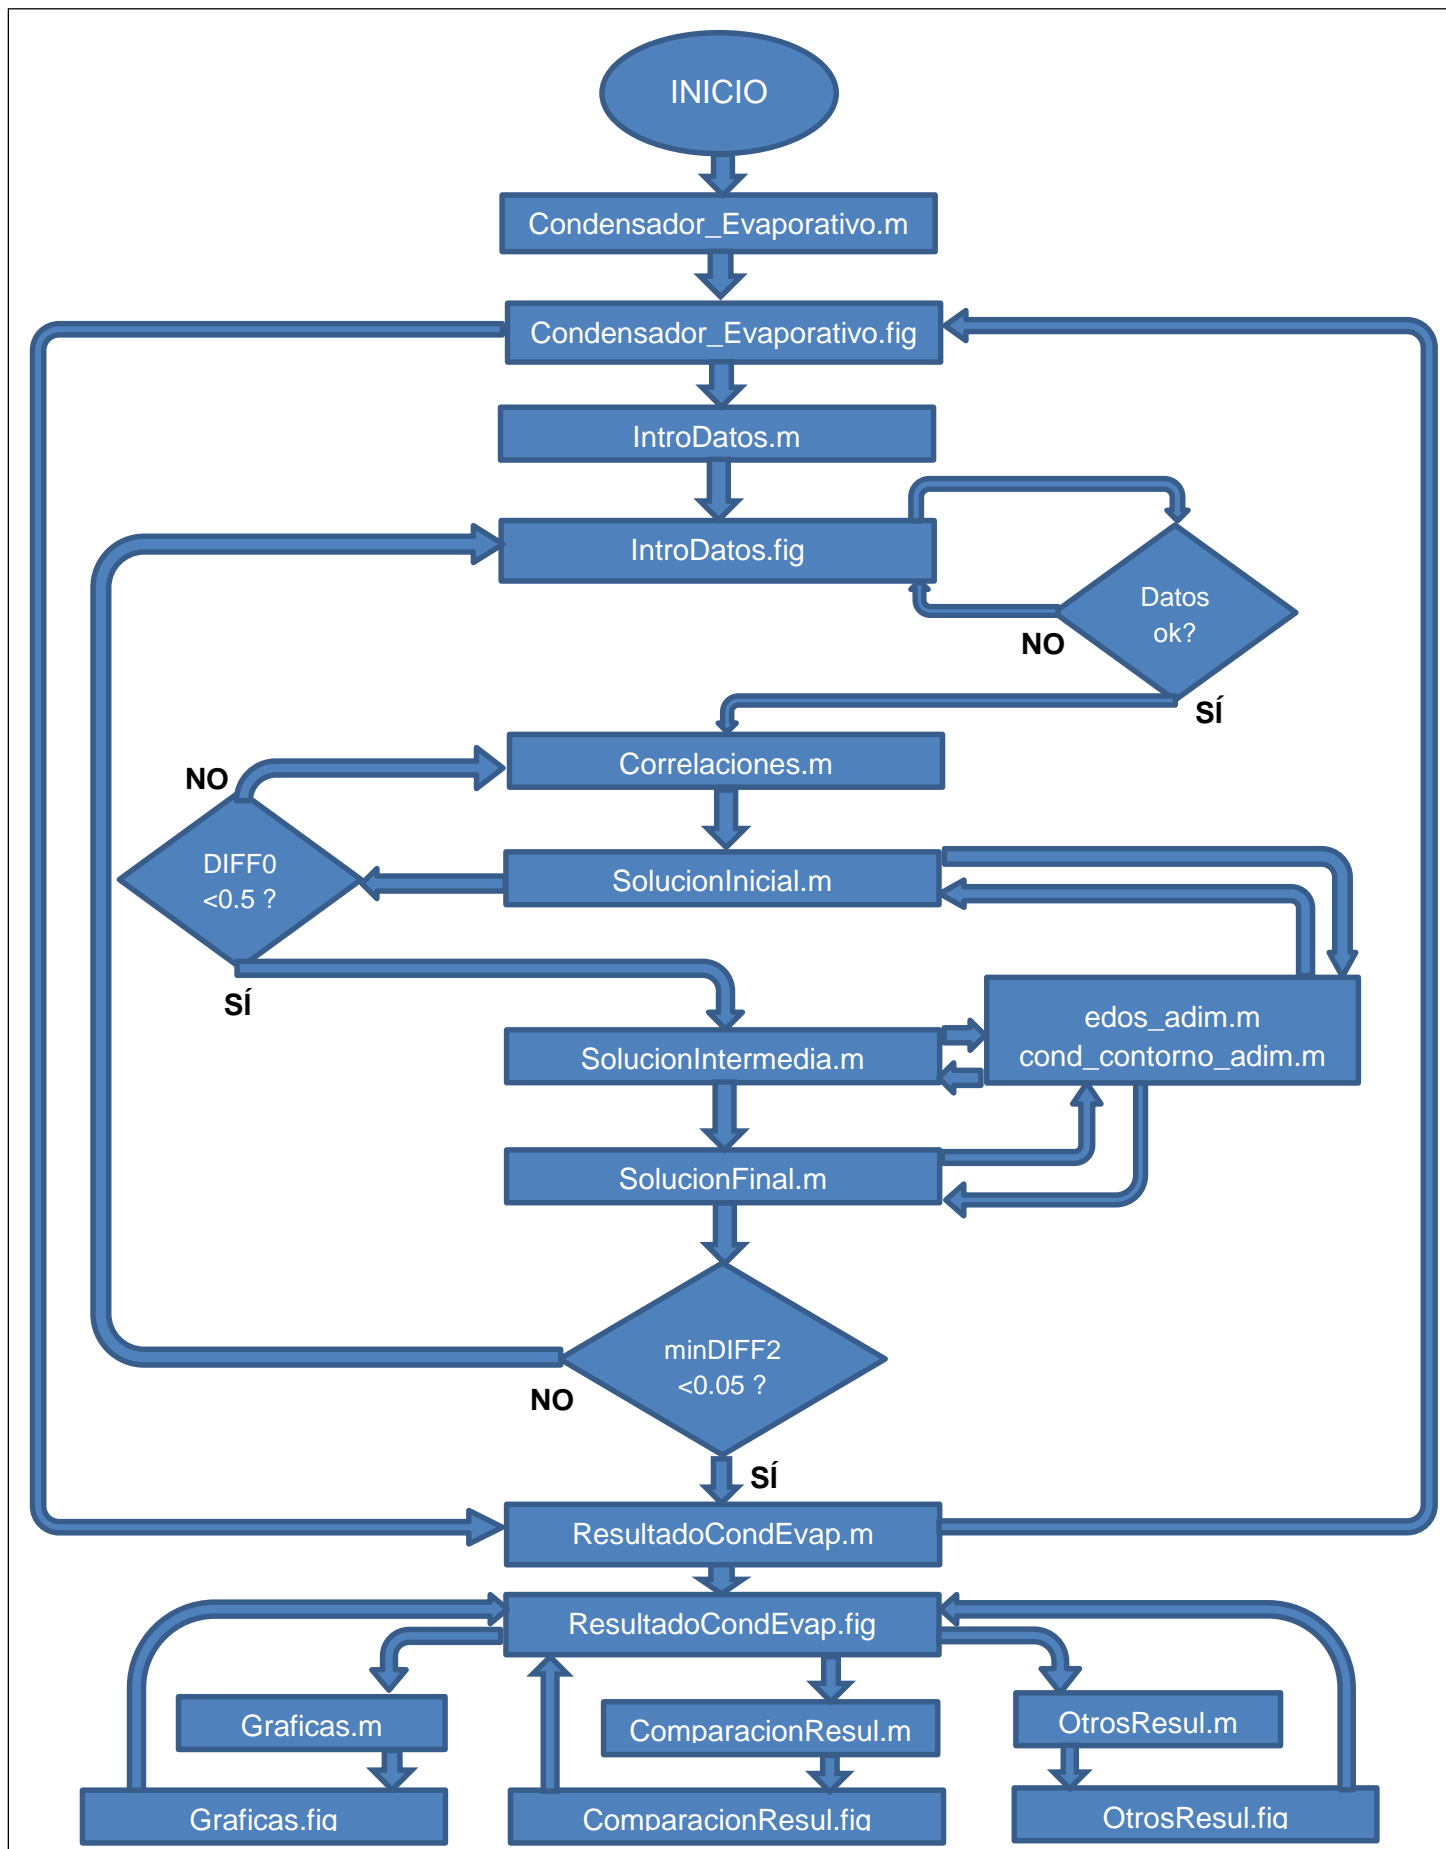 INICIO
Condensador_Evaporativo.m
Condensador_Evaporativo.fig
IntroDatos.m
IntroDatos.fig
Datos
ok?
NO
SÍ
Correlaciones.m
NO
DIFF0
<0.5 ?
SolucionInicial.m
SÍ
edos_adim.m
cond_contorno_adim.m
SolucionIntermedia.m
SolucionFinal.m
minDIFF2
<0.05 ?
NO
SÍ
ResultadoCondEvap.m
ResultadoCondEvap.fig
Graficas.m
ComparacionResul.m
OtrosResul.m
Graficas.fig
ComparacionResul.fig
OtrosResul.fig